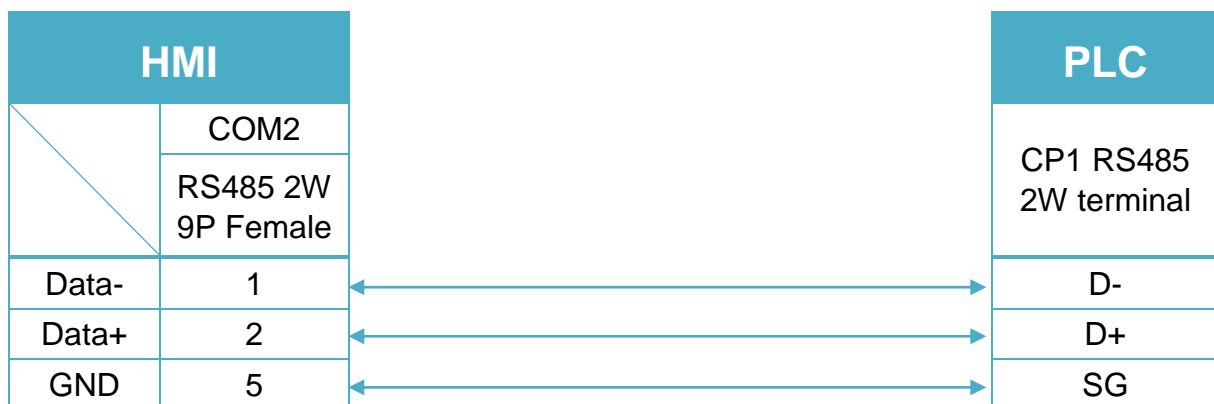 HMI
PLC
COM2
RS485 2W
9P Female
CP1 RS485
2W terminal
Data- 1 D-
Data+ 2 D+
GND 5 SG